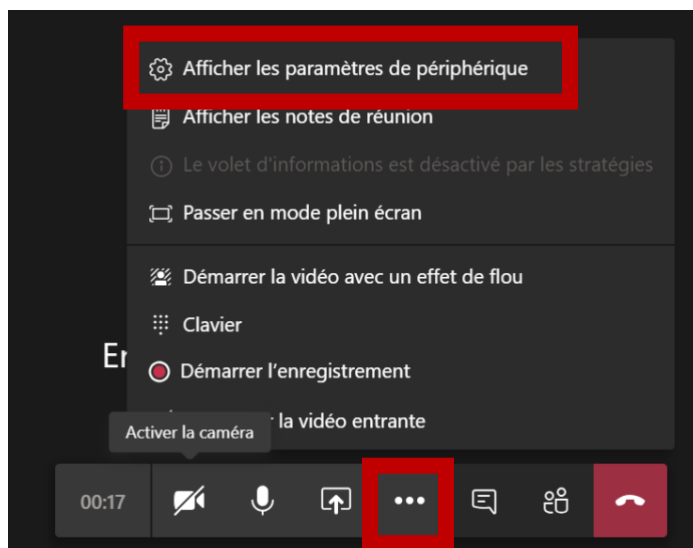 Afficher les paramètres de périphérique
Afficher les notes de réunion
Le volet d'informations est désactivé par les stratégies
Passer en mode plein écran
Démarrer la vidéo avec un effet de flou
Clavier
Er
Démarrer l'enregistrement
la vidéo entrante
Activer la caméra
00:17